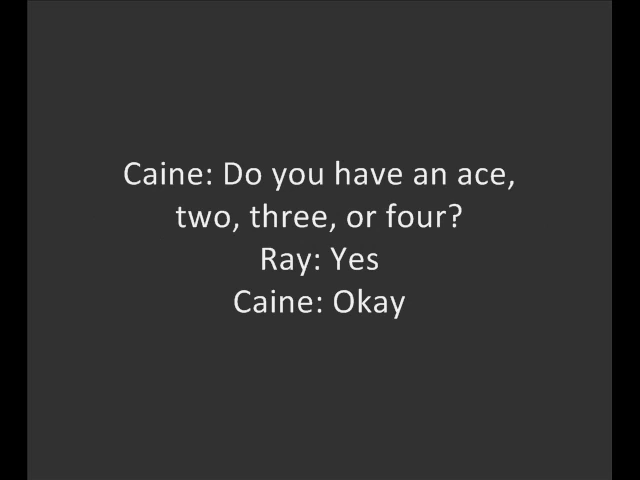 Caine: Do you have an ace,
two, three, or four?
Ray: Yes
Caine: Okay